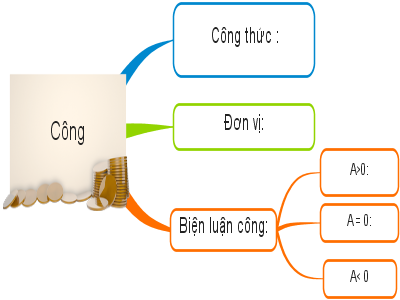 Công
Công thức :
Đơn vị:
Biện luận công:
A>0:
A = 0:
A< 0